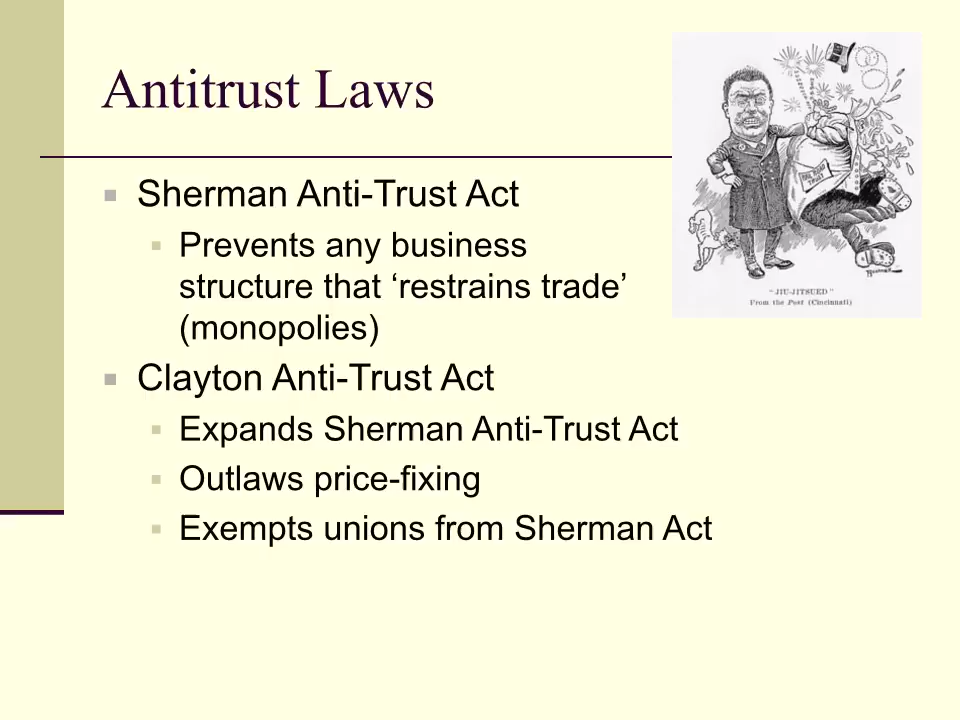 Antitrust Laws
Sherman Anti-Trust Act
Prevents any business
structure that ‘restrains trade’
(monopolies)
Clayton Anti-Trust Act
Expands Sherman Anti-Trust Act
Outlaws price-fixing
Exempts unions from Sherman Act
"JIU-JITSUED"
From the Post (Cincinnati)